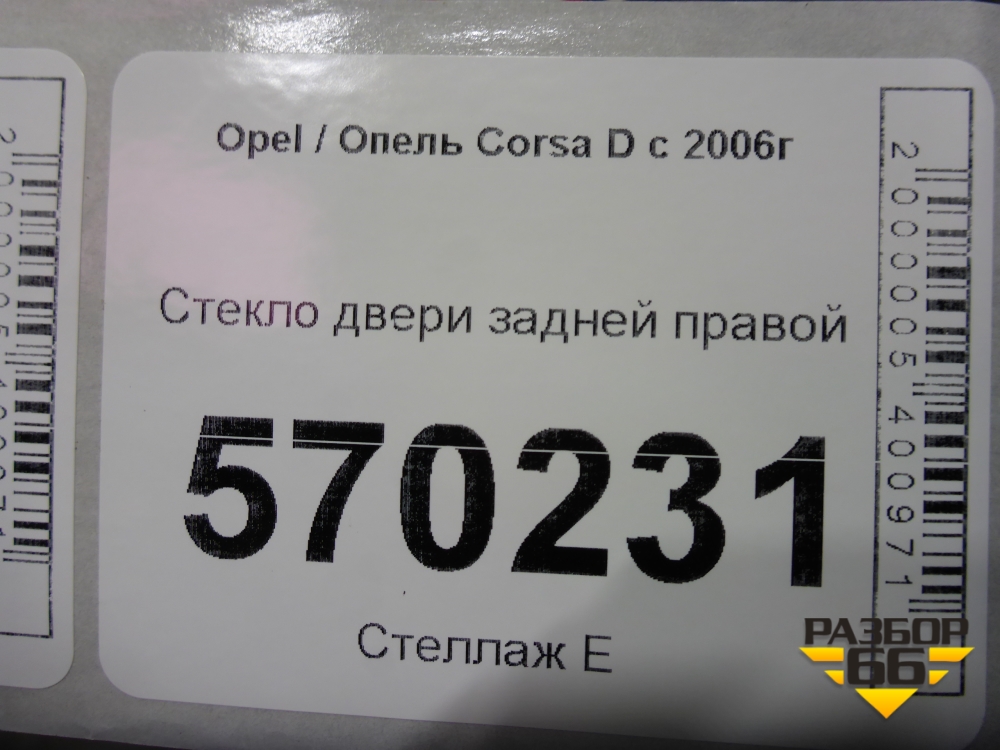 Opel / Опель Corsa D с 2006г
Стекло двери задней правой
570231
Стеллаж Е
2000005400971
РАЗБОР
66